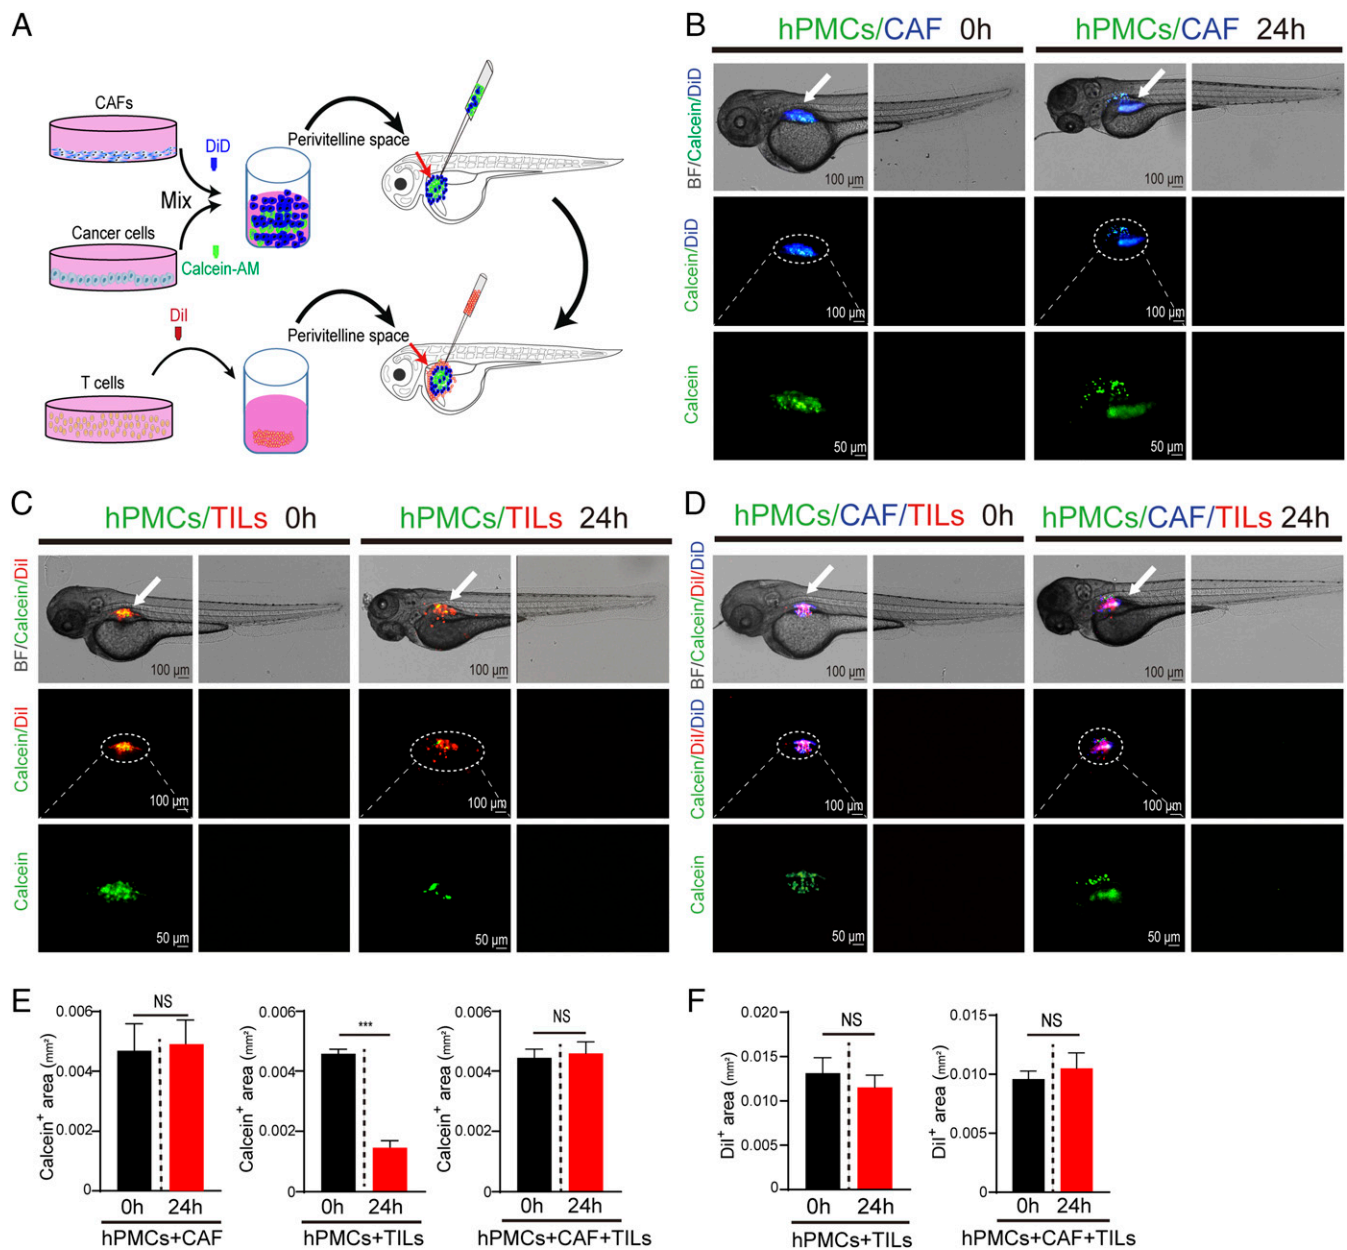 A
CAFs
DiD
Mix
Cancer cells
Calcein-AM
DiI
T cells
Perivitelline space
Perivitelline space
B
hPMCs/CAF 0h
hPMCs/CAF 24h
BF/Calcein/DiD
100 µm
100 µm
Calcein/DiD
100 µm
100 µm
Calcein
50 µm
50 µm
C
hPMCs/TILs 0h
hPMCs/TILs 24h
BF/Calcein/DiI
100 µm
100 µm
Calcein/DiI
100 µm
100 µm
Calcein
50 µm
50 µm
D
hPMCs/CAF/TILs 0h
hPMCs/CAF/TILs 24h
BF/Calcein/DiI/DiD
100 µm
100 µm
Calcein/DiI/DiD
100 µm
100 µm
Calcein
50 µm
50 µm
E
Calcein⁺ area (mm²)
0.006
0.004
0.002
0
NS
0h 24h
hPMCs+CAF
Calcein⁺ area (mm²)
0.006
0.004
0.002
0
***
0h 24h
hPMCs+TILs
Calcein⁺ area (mm²)
0.006
0.004
0.002
0
NS
0h 24h
hPMCs+CAF+TILs
F
DiI⁺ area (mm²)
0.020
0.015
0.010
0.005
0
NS
0h 24h
hPMCs+TILs
DiI⁺ area (mm²)
0.015
0.010
0.005
0
NS
0h 24h
hPMCs+CAF+TILs